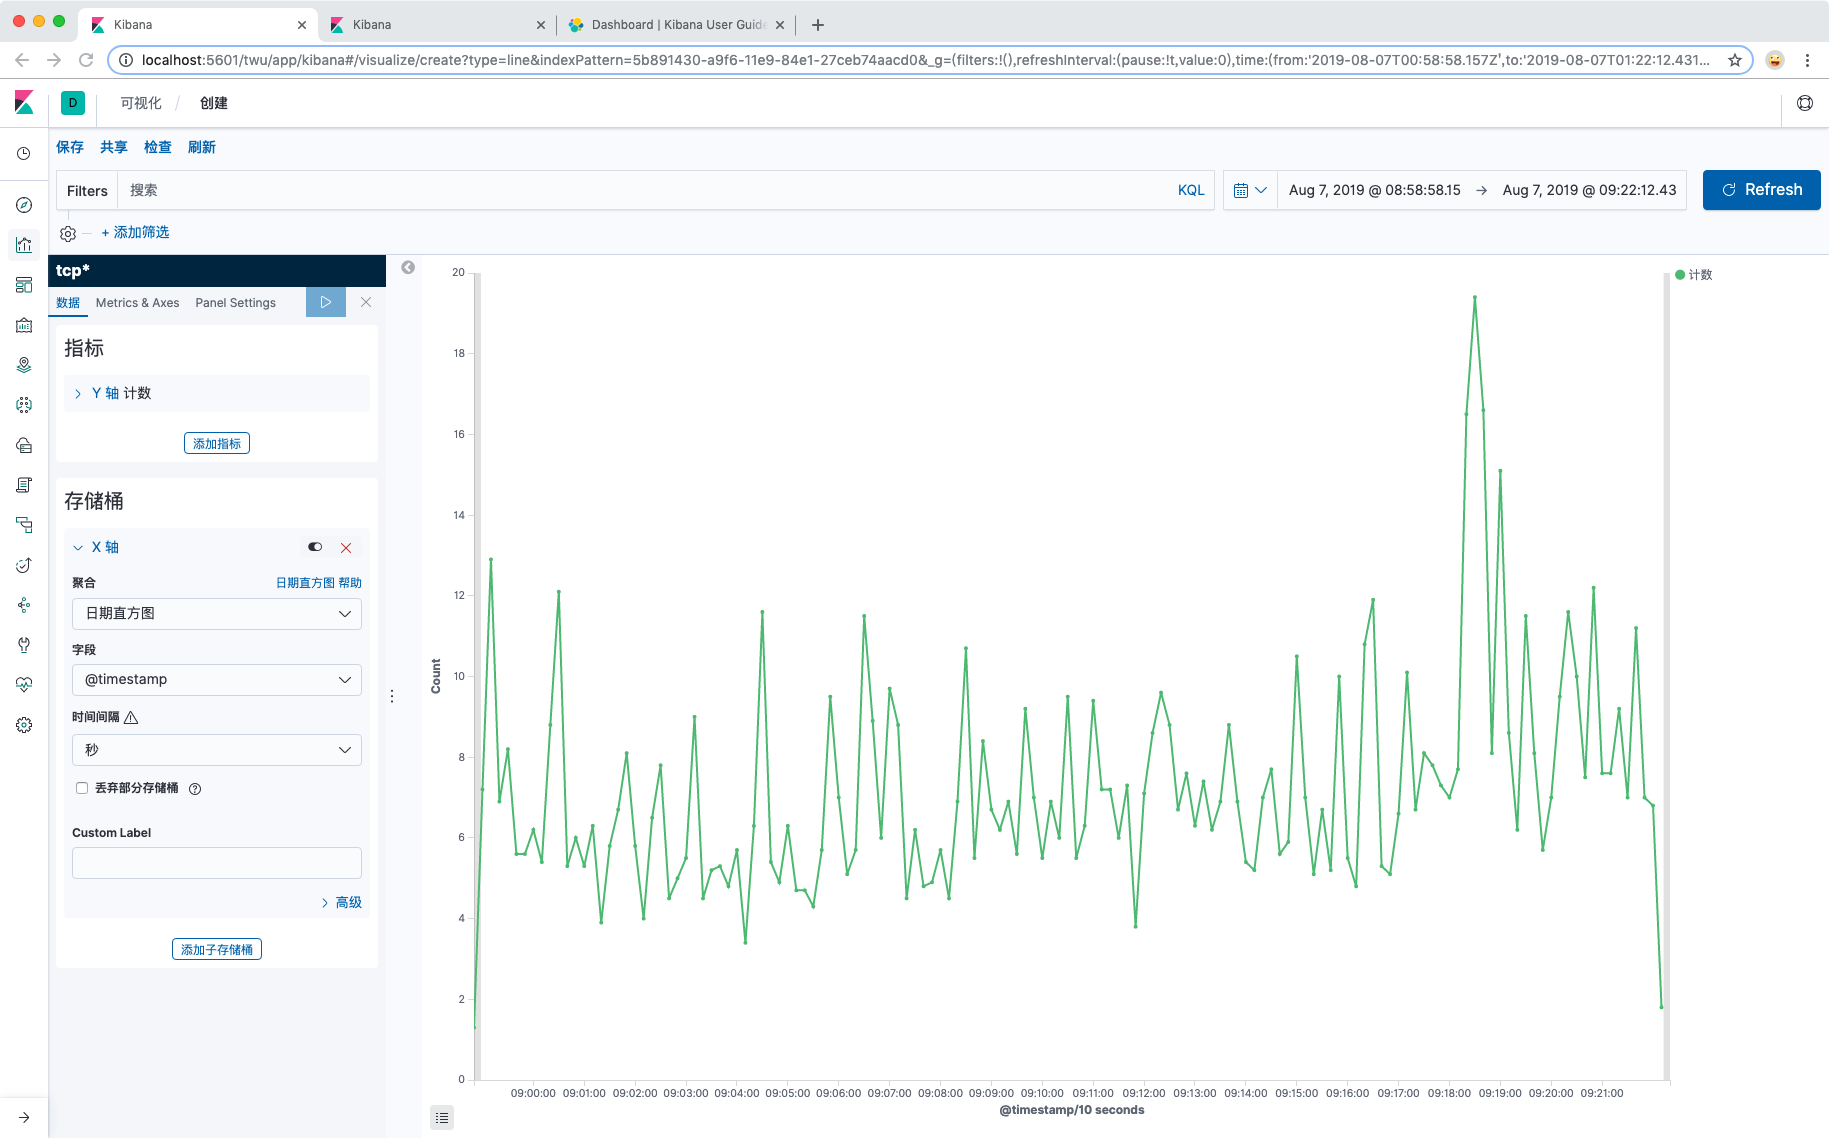 Kibana
Kibana
Dashboard | Kibana User Guide
localhost:5601/twu/app/kibana#/visualize/create?type=line&indexPattern=5b891430-a9f6-11e9-84e1-27ceb74aacd0&_g=(filters:!(),refreshInterval:(pause:!t,value:0),time:(from:'2019-08-07T00:58:58.157Z',to:'2019-08-07T01:22:12.431...
D 可视化 / 创建
保存 共享 检查 刷新
Filters 搜索 KQL Aug 7, 2019 @ 08:58:58.15 → Aug 7, 2019 @ 09:22:12.43 Refresh
+ 添加筛选
tcp*
数据 Metrics & Axes Panel Settings
指标
Y 轴 计数
添加指标
存储桶
X 轴
聚合 日期直方图 帮助
日期直方图
字段
@timestamp
时间间隔
秒
丢弃部分存储桶
Custom Label
高级
添加子存储桶
计数
Count
20
18
16
14
12
10
8
6
4
2
0
09:00:00 09:01:00 09:02:00 09:03:00 09:04:00 09:05:00 09:06:00 09:07:00 09:08:00 09:09:00 09:10:00 09:11:00 09:12:00 09:13:00 09:14:00 09:15:00 09:16:00 09:17:00 09:18:00 09:19:00 09:20:00 09:21:00
@timestamp/10 seconds